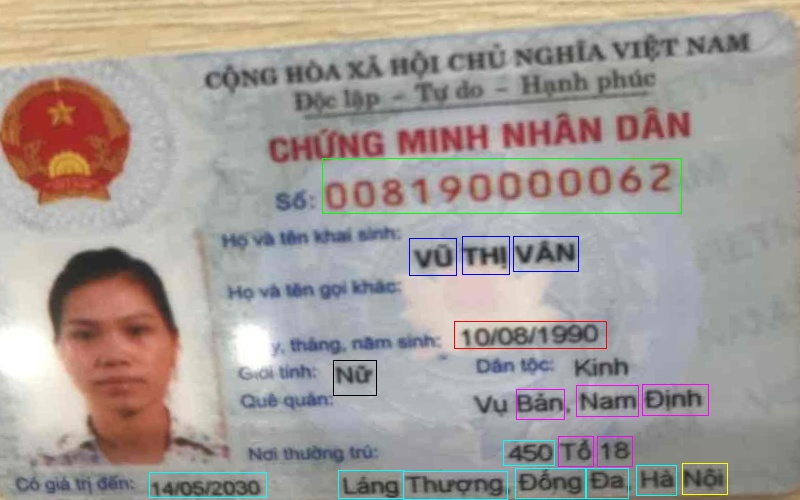 CỘNG HÒA XÃ HỘI CHỦ NGHĨA VIỆT NAM
Độc lập - Tự do - Hạnh phúc
CHỨNG MINH NHÂN DÂN
Số: 008190000062
Họ và tên khai sinh:
VŨ THỊ VÂN
Họ và tên gọi khác:
tháng, năm sinh: 10/08/1990
Giới tính: Nữ Dân tộc: Kinh
Quê quán: Vụ Bản, Nam Định
Nơi thường trú: 450 Tổ 18
Có giá trị đến: 14/05/2030 Láng Thượng, Đống Đa, Hà Nội